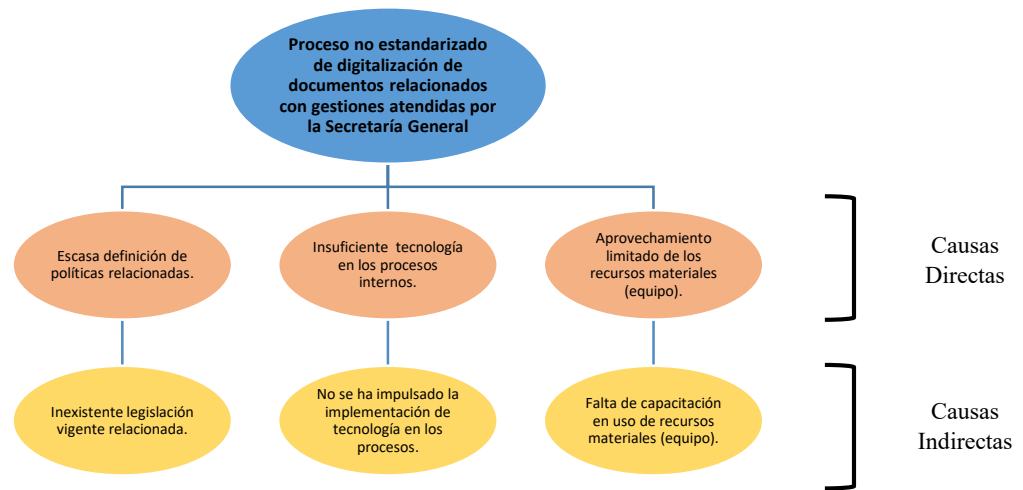 Proceso no estandarizado
de digitalización de
documentos relacionados
con gestiones atendidas por
la Secretaría General
Escasa definición de
políticas relacionadas.
Insuficiente tecnología
en los procesos
internos.
Aprovechamiento
limitado de los
recursos materiales
(equipo).
Causas
Directas
Inexistente legislación
vigente relacionada.
No se ha impulsado la
implementación de
tecnología en los
procesos.
Falta de capacitación
en uso de recursos
materiales (equipo).
Causas
Indirectas